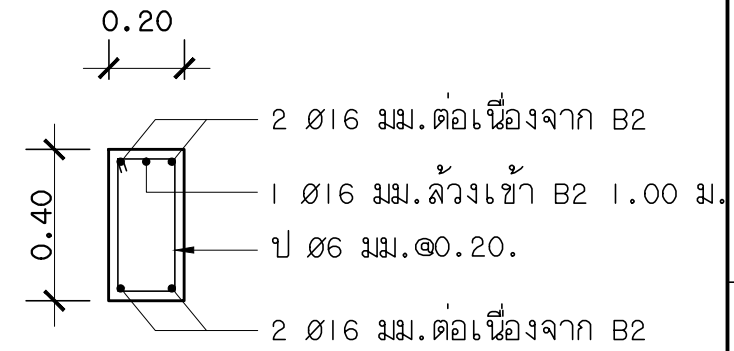 0.20
2 Ø16 มม.ต่อเนื่องจาก B2
1 Ø16 มม.ล้วงเข้า B2 1.00 ม.
0.40
ป Ø6 มม.@0.20.
2 Ø16 มม.ต่อเนื่องจาก B2